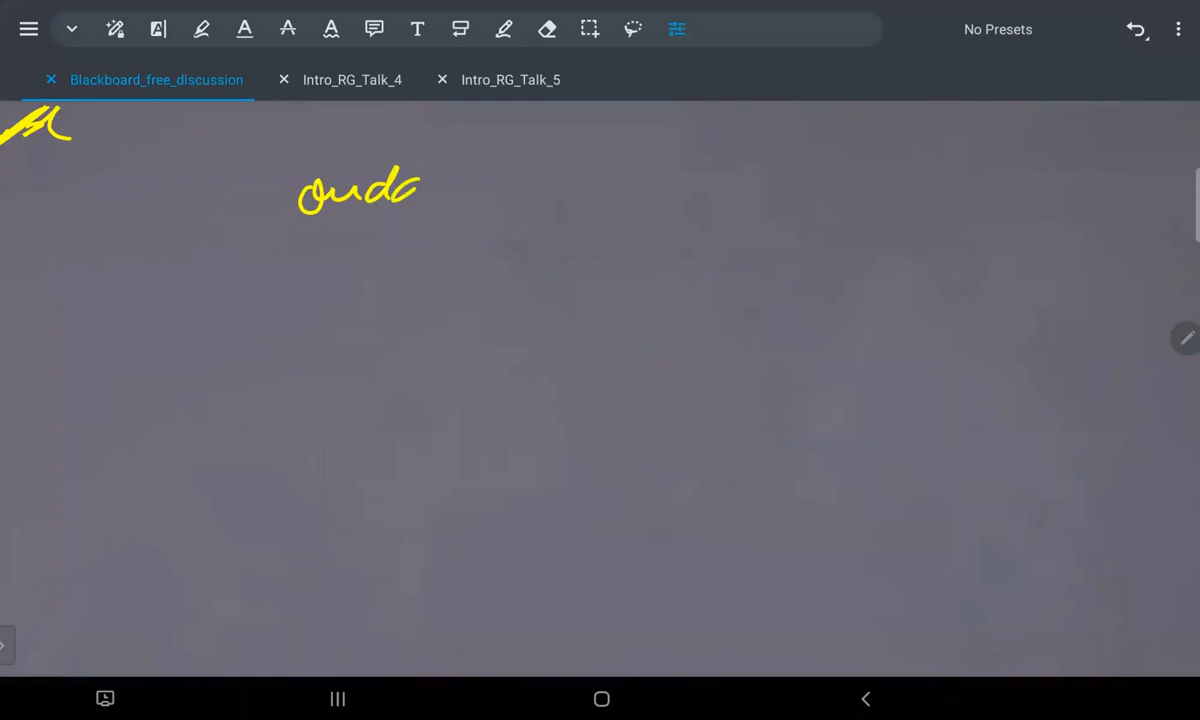 No Presets
Blackboard_free_discussion
Intro_RG_Talk_4
Intro_RG_Talk_5